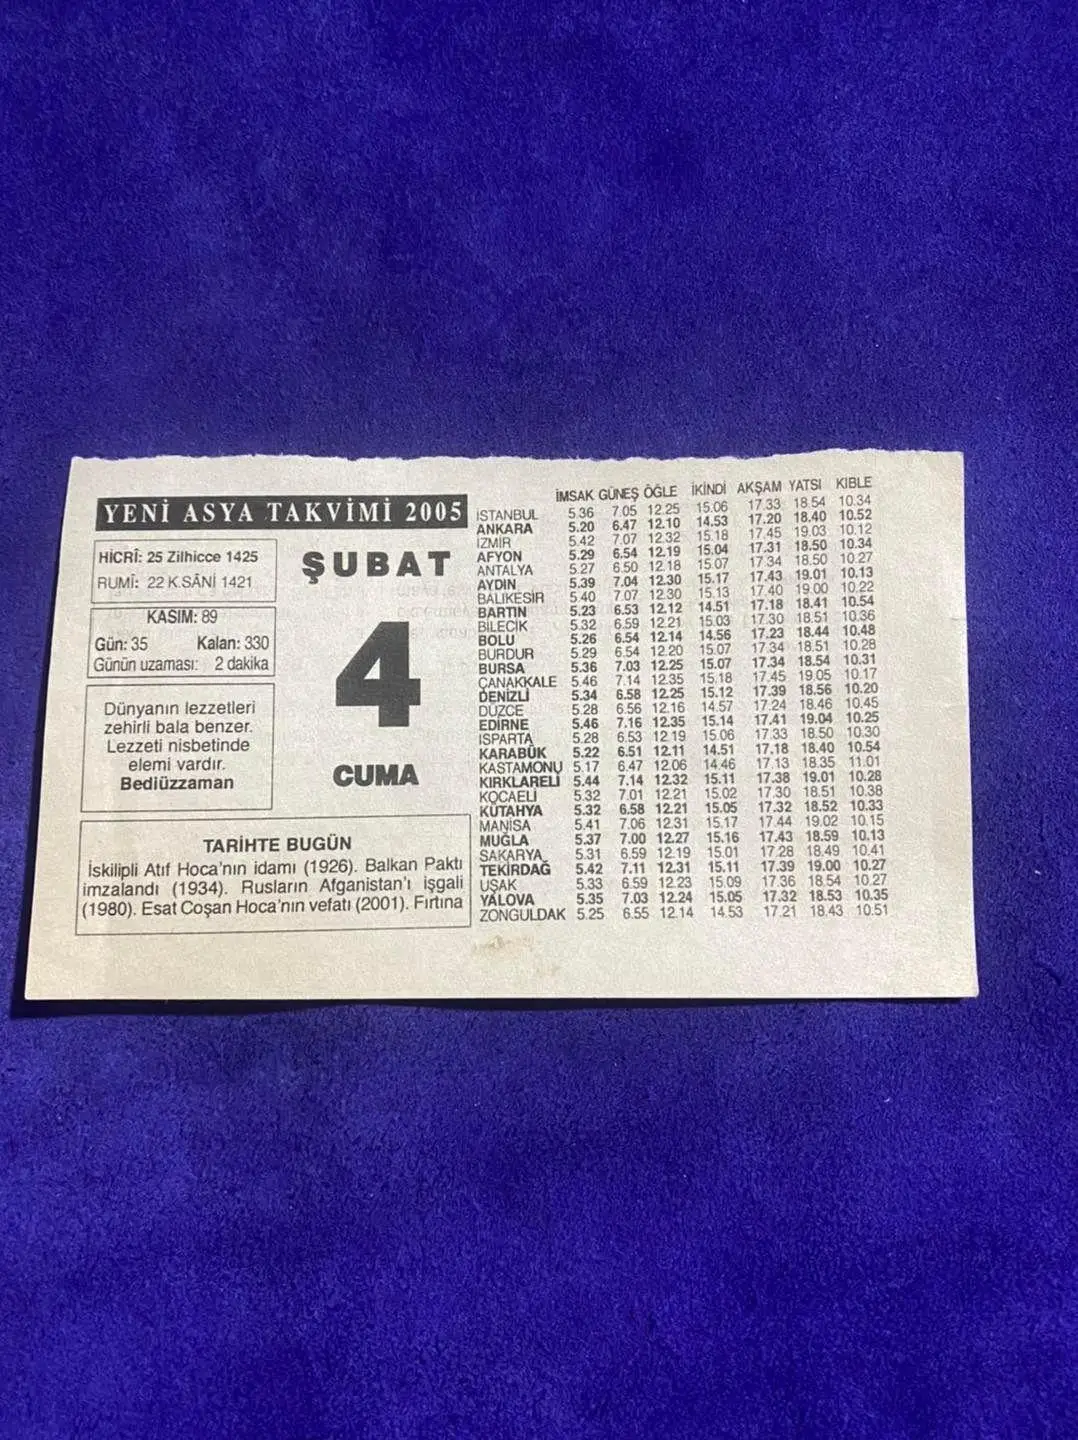 YENİ ASYA TAKVİMİ 2005
HİCRÎ: 25 Zilhicce 1425
RUMÎ: 22 K.SÂNİ 1421
KASIM: 89
Gün: 35 Kalan: 330
Günün uzaması: 2 dakika
Dünyanın lezzetleri
zehirli bala benzer.
Lezzeti nisbetinde
elemi vardır.
Bediüzzaman
ŞUBAT
4
CUMA
TARİHTE BUGÜN
İskilipli Atıf Hoca'nın idamı (1926). Balkan Paktı
imzalandı (1934). Rusların Afganistan'ı işgali
(1980). Esat Coşan Hoca'nın vefatı (2001). Fırtına
İMSAK GÜNEŞ ÖĞLE İKİNDİ AKŞAM YATSI KIBLE
İSTANBUL 5.36 7.05 12.25 15.06 17.33 18.54 10.34
ANKARA 5.20 6.47 12.10 14.53 17.20 18.40 10.52
İZMİR 5.42 7.07 12.32 15.18 17.45 19.03 10.12
AFYON 5.29 6.54 12.19 15.04 17.31 18.50 10.34
ANTALYA 5.27 6.50 12.18 15.07 17.34 18.50 10.27
AYDIN 5.39 7.04 12.30 15.17 17.43 19.01 10.13
BALIKESİR 5.40 7.07 12.30 15.13 17.40 19.00 10.22
BARTIN 5.23 6.53 12.12 14.51 17.18 18.41 10.54
BİLECİK 5.32 6.59 12.21 15.03 17.30 18.51 10.36
BOLU 5.26 6.54 12.14 14.56 17.23 18.44 10.48
BURDUR 5.29 6.54 12.20 15.07 17.34 18.51 10.28
BURSA 5.36 7.03 12.25 15.07 17.34 18.54 10.31
ÇANAKKALE 5.46 7.14 12.35 15.18 17.45 19.05 10.17
DENİZLİ 5.34 6.58 12.25 15.12 17.39 18.56 10.20
DÜZCE 5.28 6.56 12.16 14.57 17.24 18.46 10.45
EDİRNE 5.46 7.16 12.35 15.14 17.41 19.04 10.25
ISPARTA 5.28 6.53 12.19 15.06 17.33 18.50 10.30
KARABÜK 5.22 6.51 12.11 14.51 17.18 18.40 10.54
KASTAMONU 5.17 6.47 12.06 14.46 17.13 18.35 11.01
KIRKLARELİ 5.44 7.14 12.32 15.11 17.38 19.01 10.28
KOCAELİ 5.32 7.01 12.21 15.02 17.30 18.51 10.38
KÜTAHYA 5.32 6.58 12.21 15.05 17.32 18.52 10.33
MANİSA 5.41 7.06 12.31 15.17 17.44 19.02 10.15
MUĞLA 5.37 7.00 12.27 15.16 17.43 18.59 10.13
SAKARYA 5.31 6.59 12.19 15.01 17.28 18.49 10.41
TEKİRDAĞ 5.42 7.11 12.31 15.11 17.39 19.00 10.27
UŞAK 5.33 6.59 12.23 15.09 17.36 18.54 10.27
YALOVA 5.35 7.03 12.24 15.05 17.32 18.53 10.35
ZONGULDAK 5.25 6.55 12.14 14.53 17.21 18.43 10.51